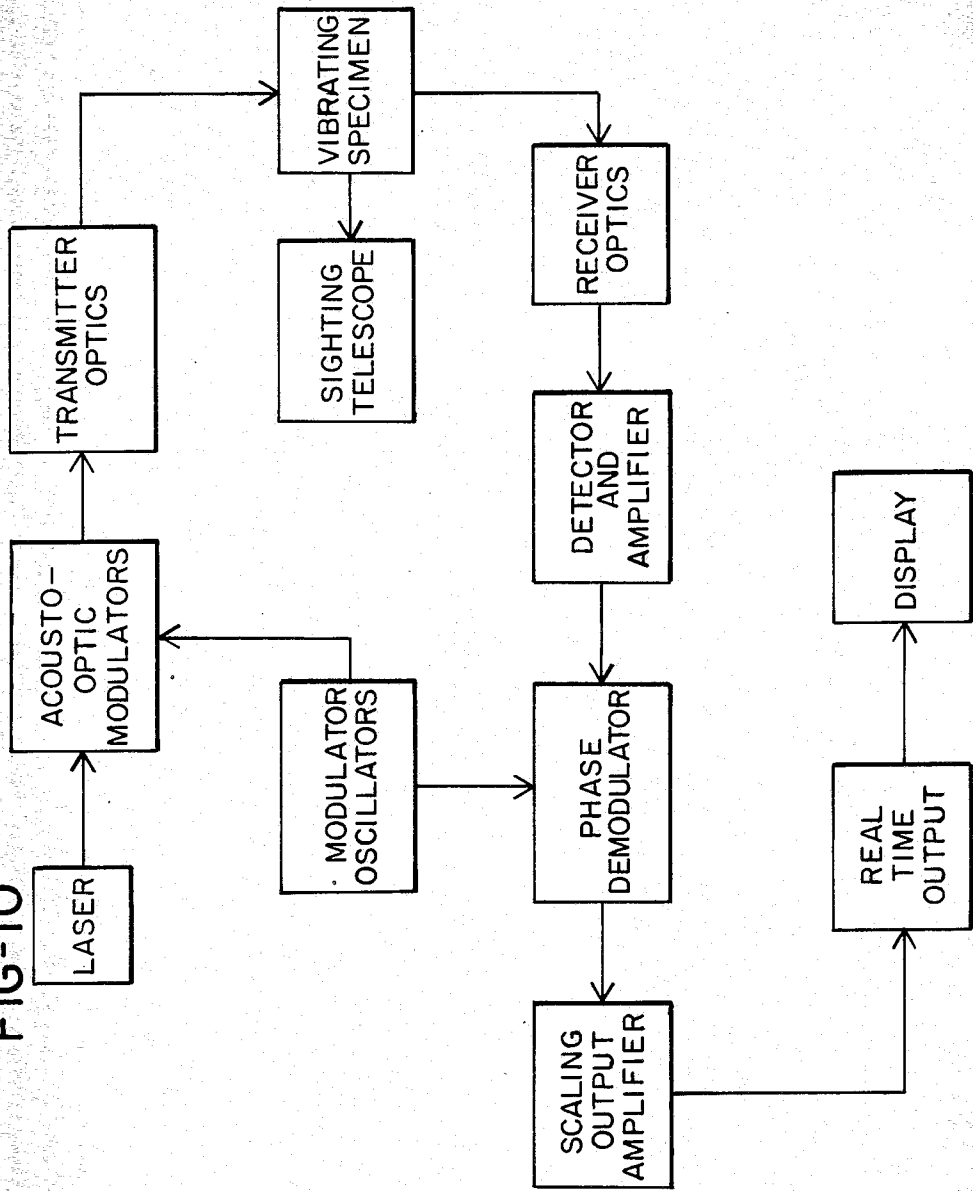 FIG-10
LASER
ACOUSTO-
OPTIC
MODULATORS
TRANSMITTER
OPTICS
MODULATOR
OSCILLATORS
SIGHTING
TELESCOPE
VIBRATING
SPECIMEN
SCALING
OUTPUT
AMPLIFIER
PHASE
DEMODULATOR
DETECTOR
AND
AMPLIFIER
RECEIVER
OPTICS
REAL
TIME
OUTPUT
DISPLAY